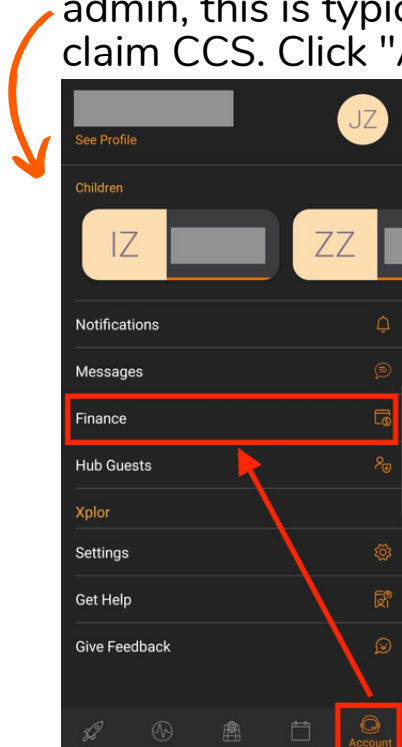 admin, this is typic
claim CCS. Click "A
JZ
See Profile
Children
IZ
ZZ
Notifications
Messages
Finance
Hub Guests
Xplor
Settings
Get Help
Give Feedback
Account